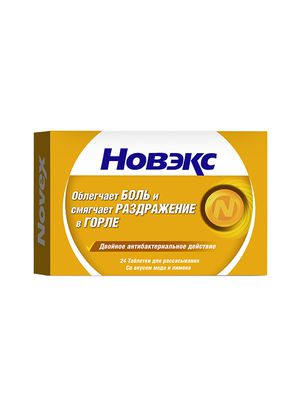 Новэкс
Облегчает БОЛЬ и
смягчает РАЗДРАЖЕНИЕ
в ГОРЛЕ
N
Двойное антибактериальное действие
24 Таблетки для рассасывания
Со вкусом меда и лимона
Novex